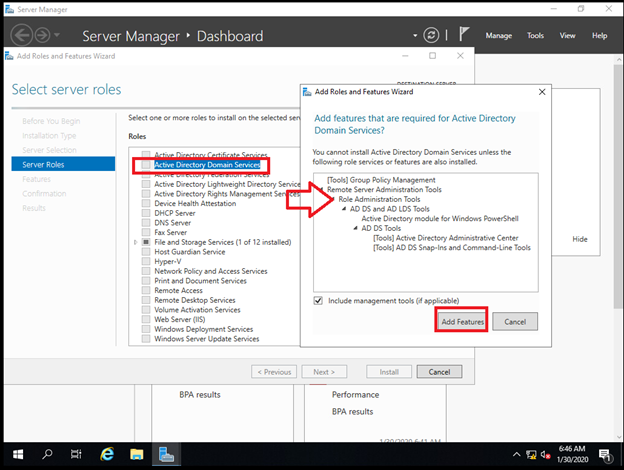 Server Manager
Server Manager • Dashboard
Manage Tools View Help
Add Roles and Features Wizard
Select server roles
DESTINATION SERVER
Before You Begin
Installation Type
Server Selection
Server Roles
Features
Confirmation
Results
Select one or more roles to install on the selected serve
Roles
Active Directory Certificate Services
Active Directory Domain Services
Active Directory Federation Services
Active Directory Lightweight Directory Service
Active Directory Rights Management Services
Device Health Attestation
DHCP Server
DNS Server
Fax Server
File and Storage Services (1 of 12 installed)
Host Guardian Service
Hyper-V
Network Policy and Access Services
Print and Document Services
Remote Access
Remote Desktop Services
Volume Activation Services
Web Server (IIS)
Windows Deployment Services
Windows Server Update Services
< Previous Next > Install Cancel
Add Roles and Features Wizard
Add features that are required for Active Directory
Domain Services?
You cannot install Active Directory Domain Services unless the
following role services or features are also installed.
[Tools] Group Policy Management
Remote Server Administration Tools
Role Administration Tools
AD DS and AD LDS Tools
Active Directory module for Windows PowerShell
AD DS Tools
[Tools] Active Directory Administrative Center
[Tools] AD DS Snap-Ins and Command-Line Tools
Include management tools (if applicable)
Add Features Cancel
Hide
BPA results
Performance
BPA results
1/30/2020 6:41 AM
6:46 AM
1/30/2020